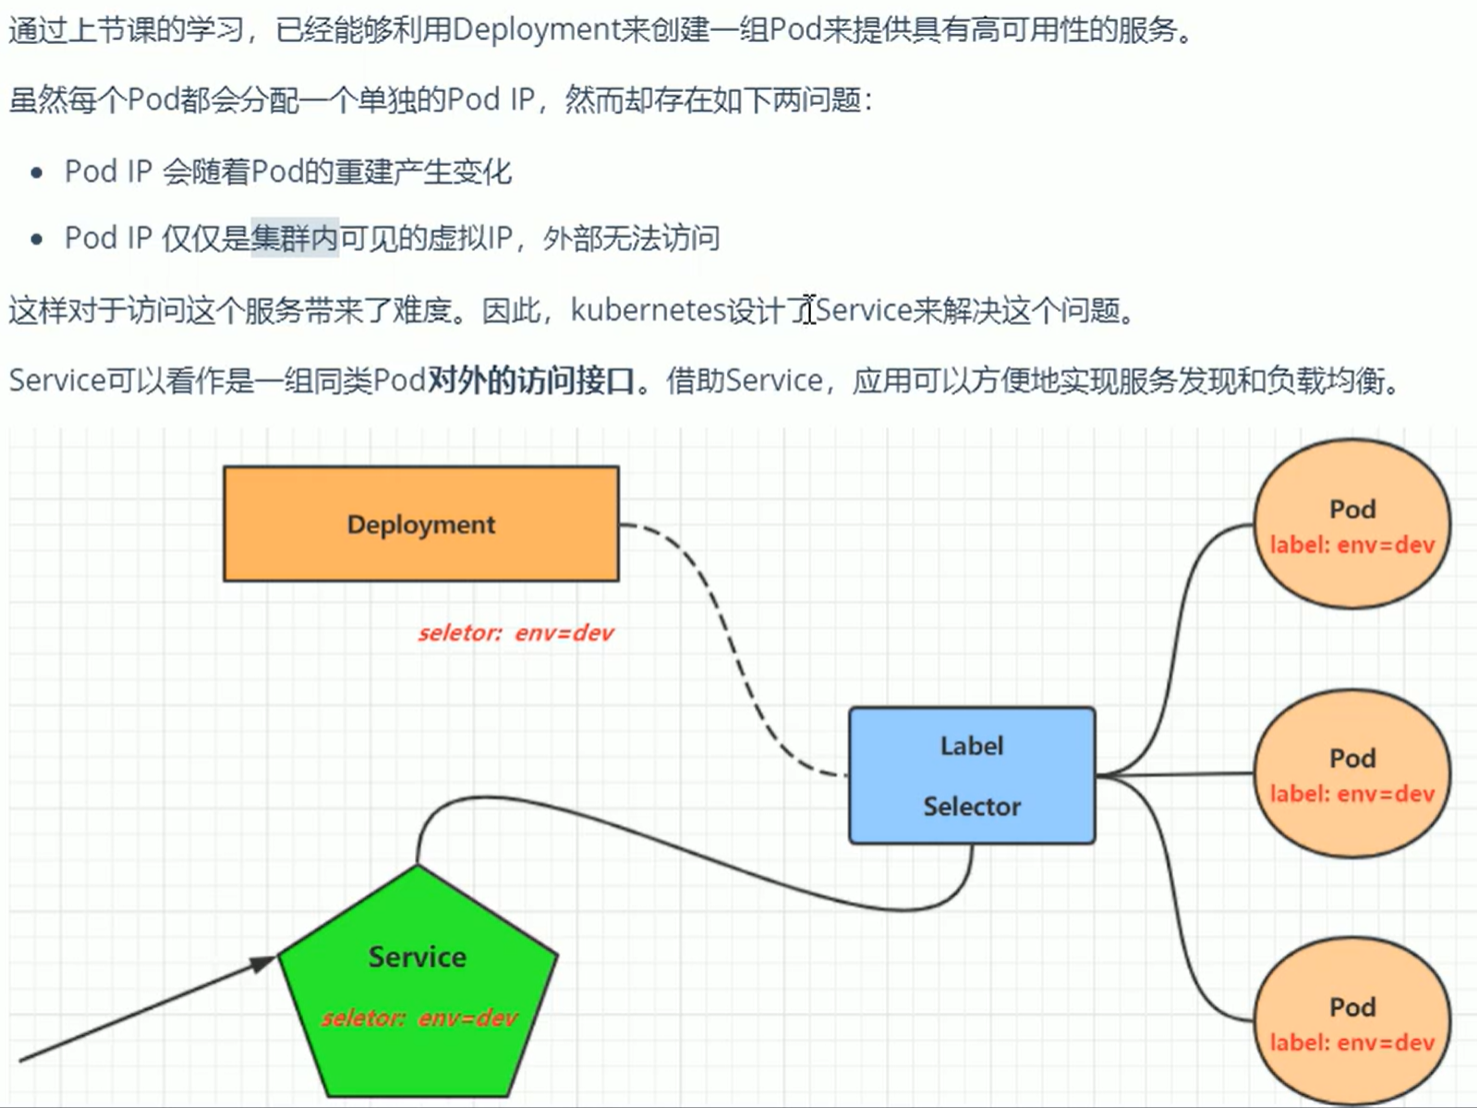 通过上节课的学习，已经能够利用Deployment来创建一组Pod来提供具有高可用性的服务。
虽然每个Pod都会分配一个单独的Pod IP，然而却存在如下两问题：
• Pod IP 会随着Pod的重建产生变化
• Pod IP 仅仅是集群内可见的虚拟IP，外部无法访问
这样对于访问这个服务带来了难度。因此，kubernetes设计了Service来解决这个问题。
Service可以看作是一组同类Pod对外的访问接口。借助Service，应用可以方便地实现服务发现和负载均衡。
Deployment
seletor: env=dev
Pod
label: env=dev
Label
Selector
Pod
label: env=dev
Service
seletor: env=dev
Pod
label: env=dev